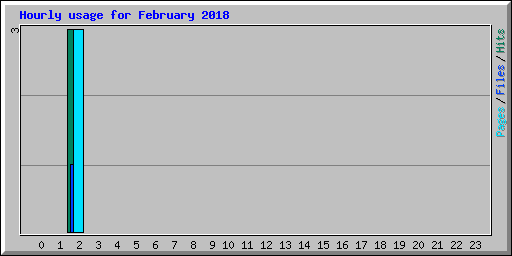 Hourly usage for February 2018
3
Pages/Files/Hits
0 1 2 3 4 5 6 7 8 9 10 11 12 13 14 15 16 17 18 19 20 21 22 23